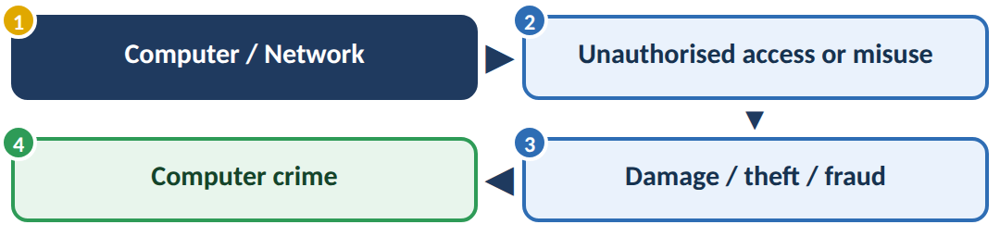 1
Computer / Network
2
Unauthorised access or misuse
3
Damage / theft / fraud
4
Computer crime